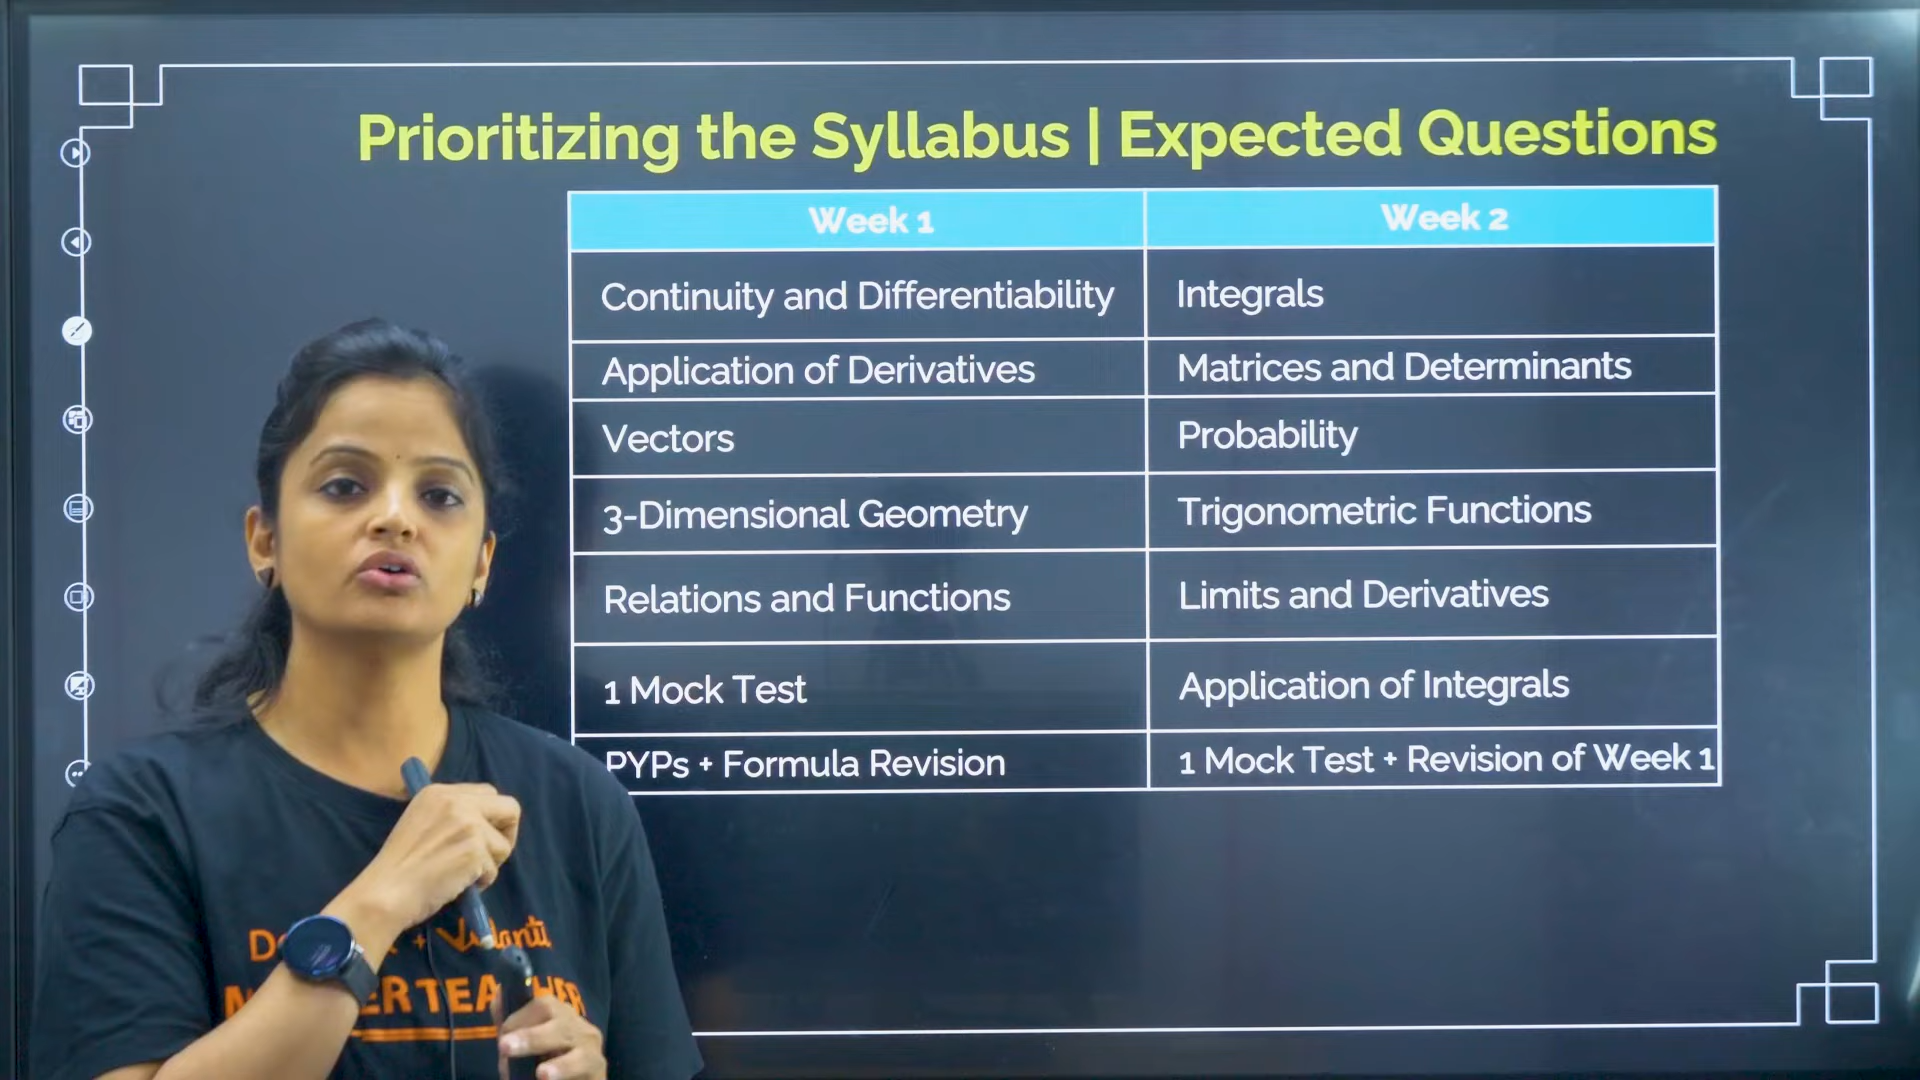 Prioritizing the Syllabus | Expected Questions
Week 1
Week 2
Continuity and Differentiability
Integrals
Application of Derivatives
Matrices and Determinants
Vectors
Probability
3-Dimensional Geometry
Trigonometric Functions
Relations and Functions
Limits and Derivatives
1 Mock Test
Application of Integrals
PYPs + Formula Revision
1 Mock Test + Revision of Week 1
+